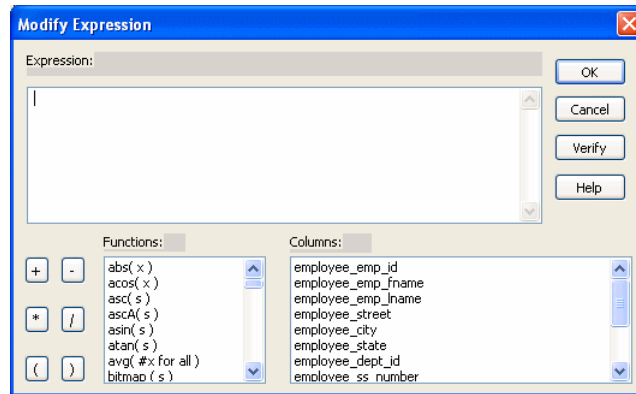 Modify Expression
Expression:
OK
Cancel
Verify
Help
Functions:
Columns:
+ -
* /
( )
abs( x )
acos( x )
asc( s )
ascA( s )
asin( s )
atan( s )
avg( #x for all )
bitmap ( s )
employee_emp_id
employee_emp_fname
employee_emp_lname
employee_street
employee_city
employee_state
employee_dept_id
employee_ss_number